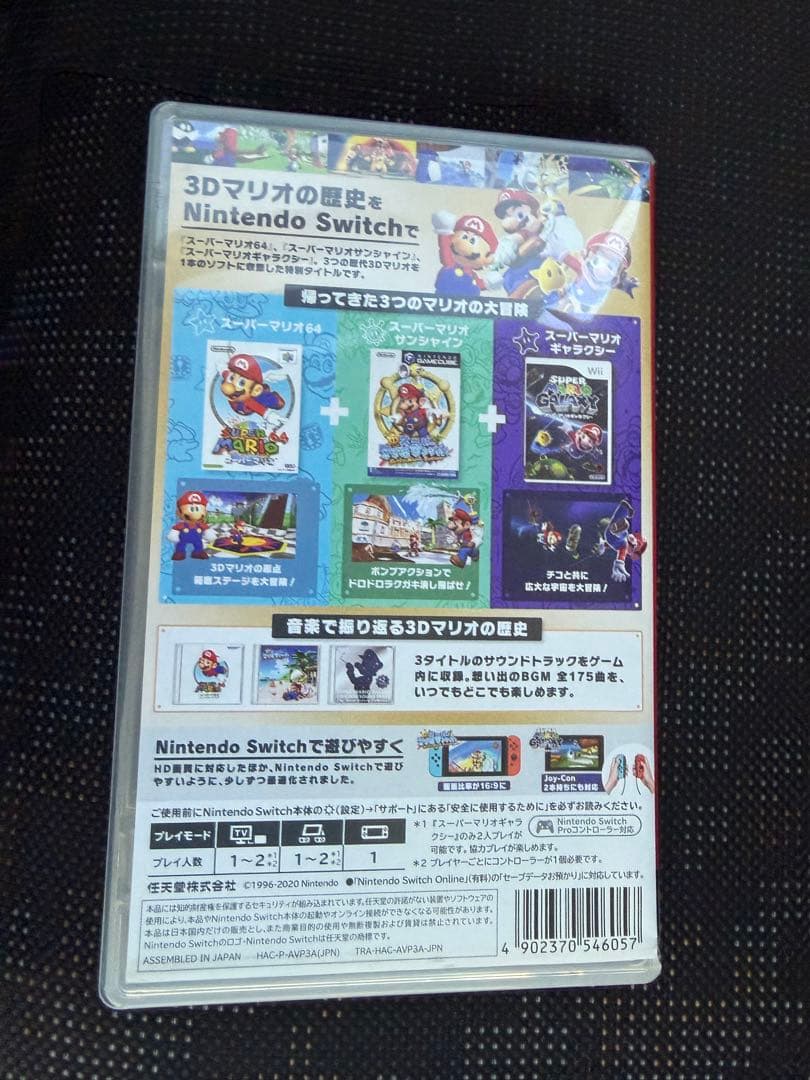 3Dマリオの歴史を
Nintendo Switchで
『スーパーマリオ64』、『スーパーマリオサンシャイン』、
『スーパーマリオギャラクシー』、3つの歴代3Dマリオを
1本のソフトに収録した特別タイトルです。
帰ってきた3つのマリオの大冒険
スーパーマリオ64
スーパーマリオ
サンシャイン
スーパーマリオ
ギャラクシー
Nintendo
SUPER
MARIO 64
スーパーマリオ
Nintendo
NINTENDO
GAMECUBE
Wii
SUPER
MARIO
GALAXY
3Dマリオの原点
箱庭ステージを大冒険!
ポンプアクションで
ドロドロラクガキ消し飛ばせ!
チコと共に
広大な宇宙を大冒険!
音楽で振り返る3Dマリオの歴史
3タイトルのサウンドトラックをゲーム
内に収録。想い出のBGM 全175曲を、
いつでもどこでも楽しめます。
Nintendo Switchで遊びやすく
HD画質に対応したほか、Nintendo Switchで遊び
やすいように、少しずつ最適化されました。
画面比率が16:9に
Joy-Con
2本持ちにも対応
ご使用前にNintendo Switch本体の(設定)→「サポート」にある「安全に使用するために」を必ずお読みください。
プレイモード
TV
プレイ人数
1~2 *1 *2
1~2 *1 *2
1
*1『スーパーマリオギャラ
クシー』のみ2人プレイが
可能です。協力プレイが楽しめます。
*2 プレイヤーごとにコントローラーが1個必要です。
Nintendo Switch
Proコントローラー対応
任天堂株式会社 ©1996-2020 Nintendo ●「Nintendo Switch Online」(有料)の「セーブデータお預かり」に対応しています。
本品には知的財産権を保護するセキュリティが組み込まれています。任天堂の許諾がない装置やソフトウェアの
使用により、本品やNintendo Switch本体の起動やオンライン接続ができなくなる可能性があります。
本品は日本国内だけの販売とし、また商業目的の使用や無断複製および賃貸は禁止されています。
Nintendo Switchのロゴ・Nintendo Switchは任天堂の商標です。
ASSEMBLED IN JAPAN HAC-P-AVP3A(JPN) TRA-HAC-AVP3A-JPN
4 902370 546057